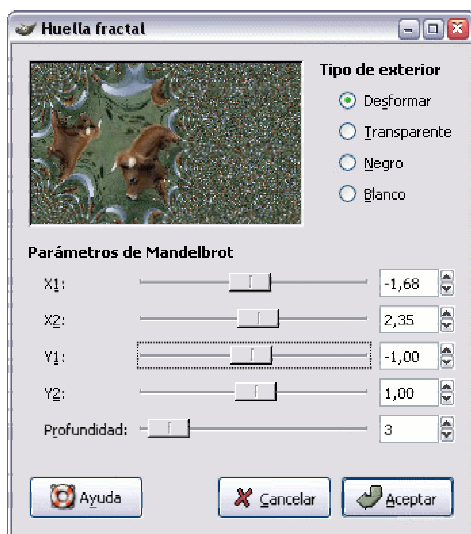 Huella fractal
Tipo de exterior
Desformar
Transparente
Negro
Blanco
Parámetros de Mandelbrot
X1: -1,68
X2: 2,35
Y1: -1,00
Y2: 1,00
Profundidad: 3
Ayuda
Cancelar
Aceptar